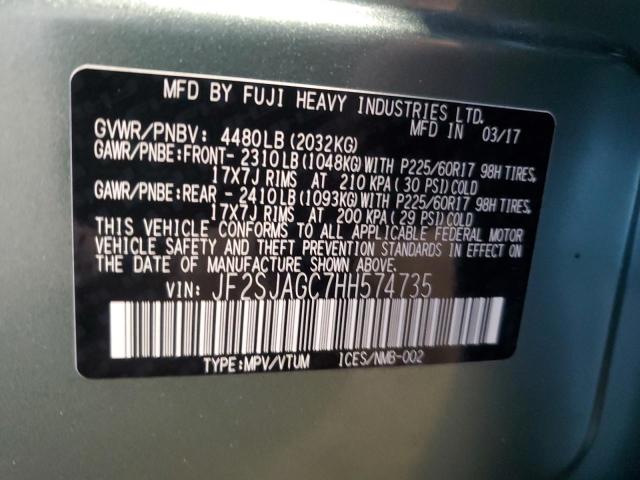 MFD BY FUJI HEAVY INDUSTRIES LTD.
MFD IN 03/17
GVWR/PNBV: 4480LB (2032KG)
GAWR/PNBE:FRONT- 2310LB (1048KG) WITH P225/60R17 98H TIRES,
17X7J RIMS AT 210 KPA (30 PSI) COLD
GAWR/PNBE:REAR - 2410LB (1093KG) WITH P225/60R17 98H TIRES,
17X7J RIMS AT 200 KPA (29 PSI) COLD
THIS VEHICLE CONFORMS TO ALL APPLICABLE FEDERAL MOTOR
VEHICLE SAFETY AND THEFT PREVENTION STANDARDS IN EFFECT ON
THE DATE OF MANUFACTURE SHOWN ABOVE.
VIN: JF2SJAGC7HH574735
TYPE:MPV/VTUM ICES/NMB-002